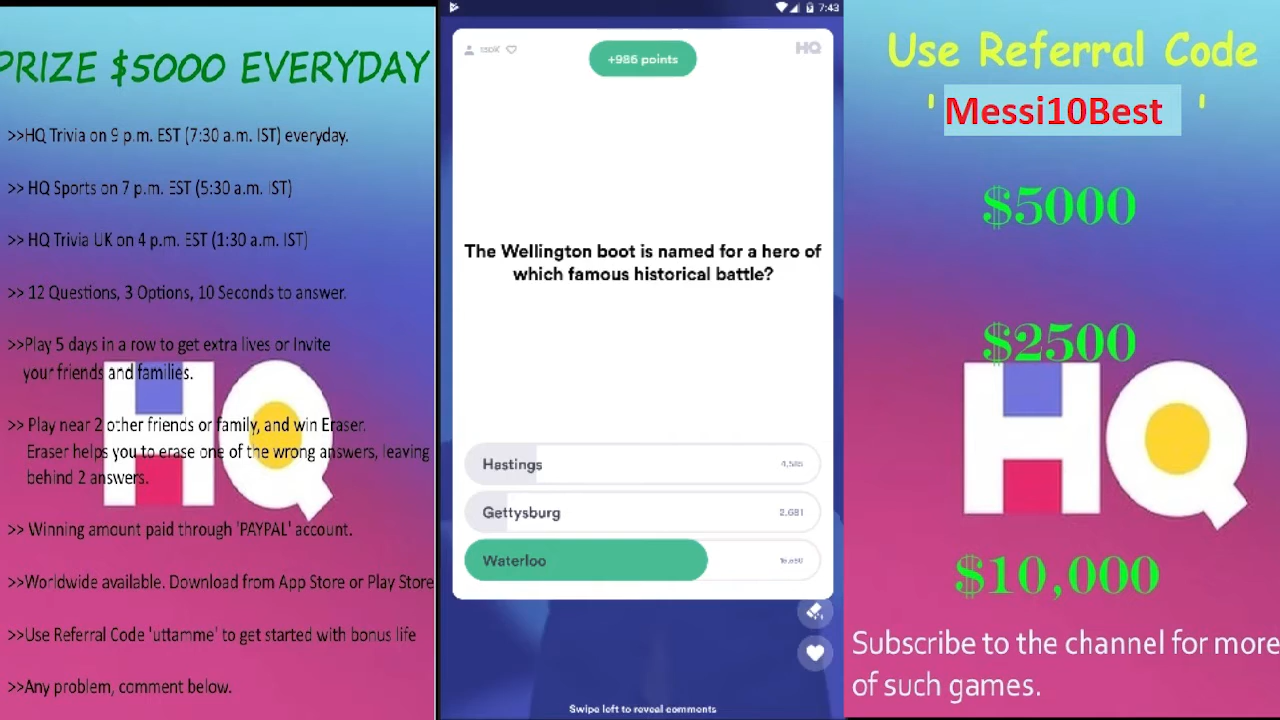 PRIZE $5000 EVERYDAY
>>HQ Trivia on 9 p.m. EST (7:30 a.m. IST) everyday.
>> HQ Sports on 7 p.m. EST (5:30 a.m. IST)
>> HQ Trivia UK on 4 p.m. EST (1:30 a.m. IST)
>> 12 Questions, 3 Options, 10 Seconds to answer.
>>Play 5 days in a row to get extra lives or Invite
your friends and families.
>> Play near 2 other friends or family, and win Eraser.
Eraser helps you to erase one of the wrong answers, leaving
behind 2 answers.
>> Winning amount paid through 'PAYPAL' account.
>>Worldwide available. Download from App Store or Play Store
>>Use Referral Code 'uttamme' to get started with bonus life
>>Any problem, comment below.
HQ
7:43
+986 points
HQ
The Wellington boot is named for a hero of
which famous historical battle?
Hastings
Gettysburg 2,681
Waterloo
Swipe left to reveal comments
Use Referral Code
' Messi10Best '
$5000
$2500
HQ
$10,000
Subscribe to the channel for more
of such games.